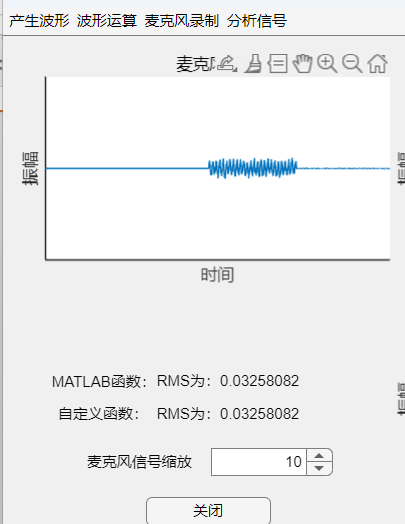 产生波形 波形运算 麦克风录制 分析信号
麦克
振幅
时间
MATLAB函数： RMS为：0.03258082
自定义函数： RMS为：0.03258082
麦克风信号缩放 10
关闭